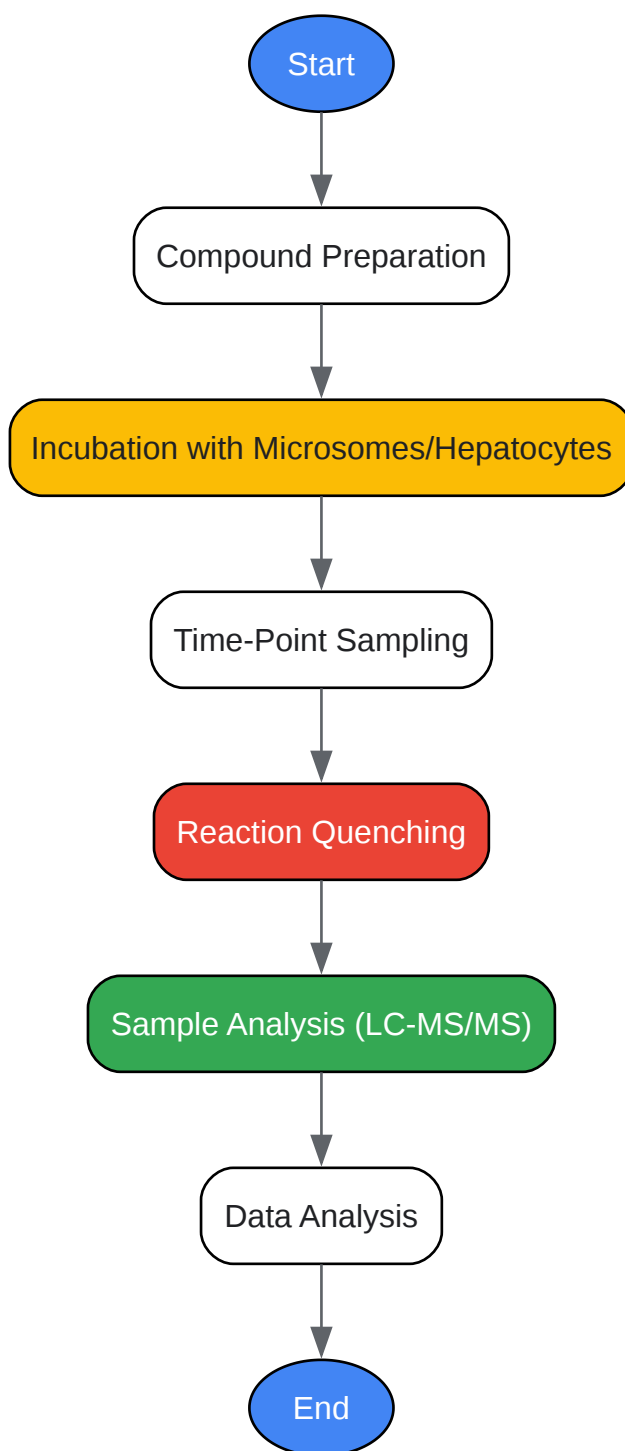 Start
Compound Preparation
Incubation with Microsomes/Hepatocytes
Time-Point Sampling
Reaction Quenching
Sample Analysis (LC-MS/MS)
Data Analysis
End